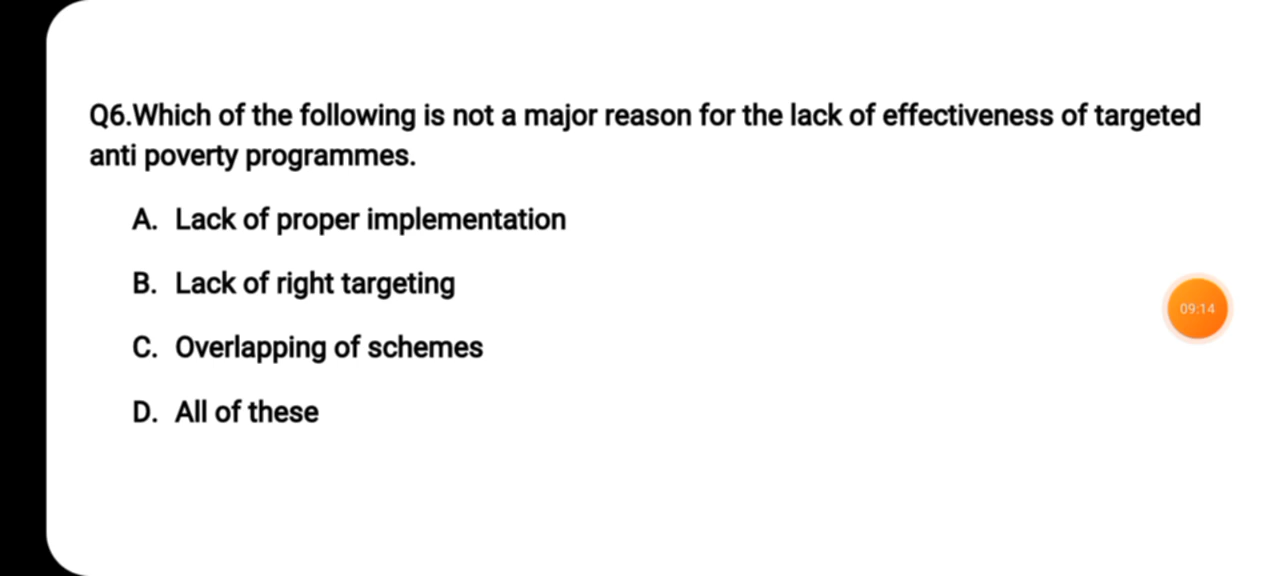 Q6.Which of the following is not a major reason for the lack of effectiveness of targeted
anti poverty programmes.
A. Lack of proper implementation
B. Lack of right targeting
09:14
C. Overlapping of schemes
D. All of these